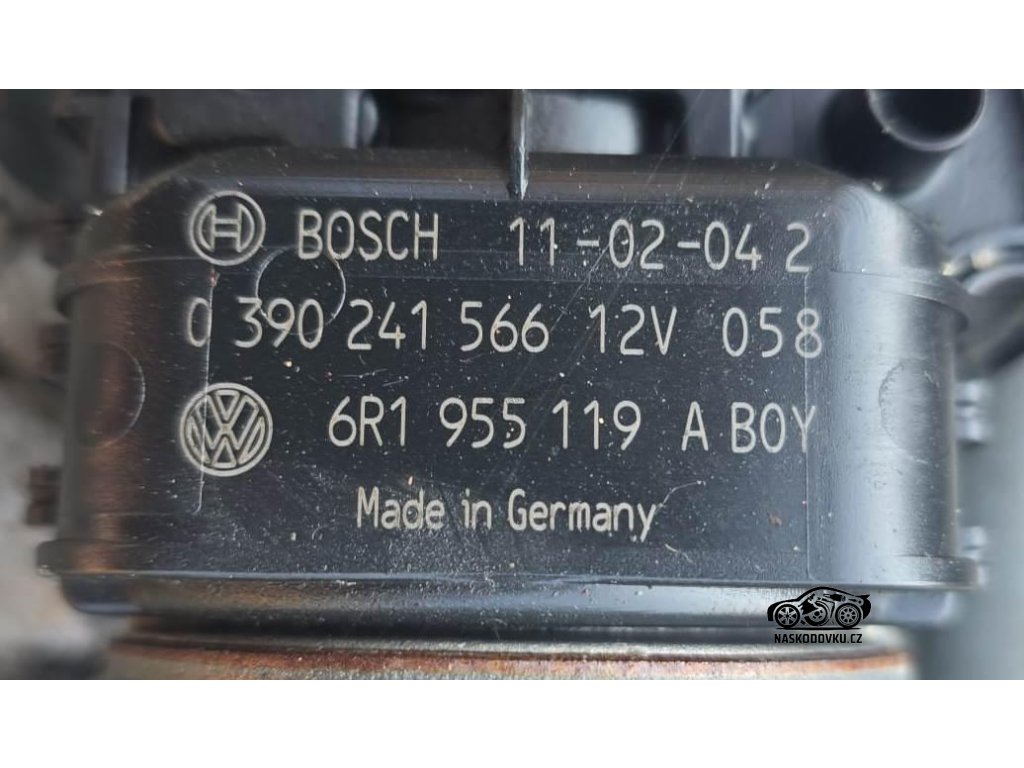 BOSCH 11-02-04 2
0 390 241 566 12V 058
VW 6R1 955 119 A BOY
Made in Germany
NASKODOVKU.CZ